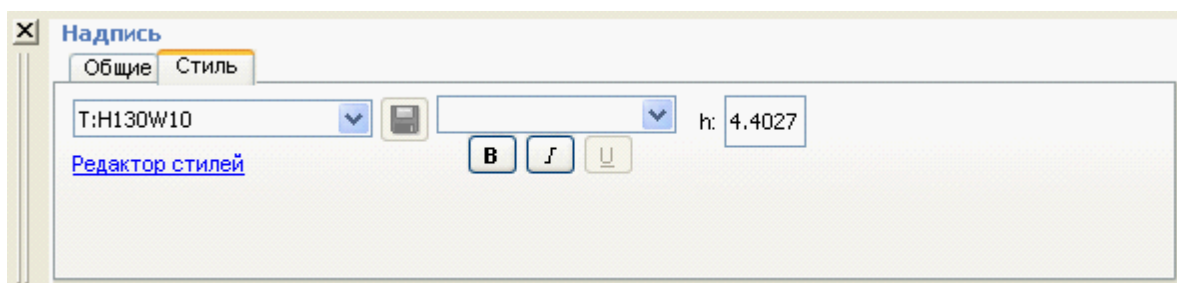 Надпись
Общие Стиль
T:H130W10 h: 4.4027
B I U
Редактор стилей